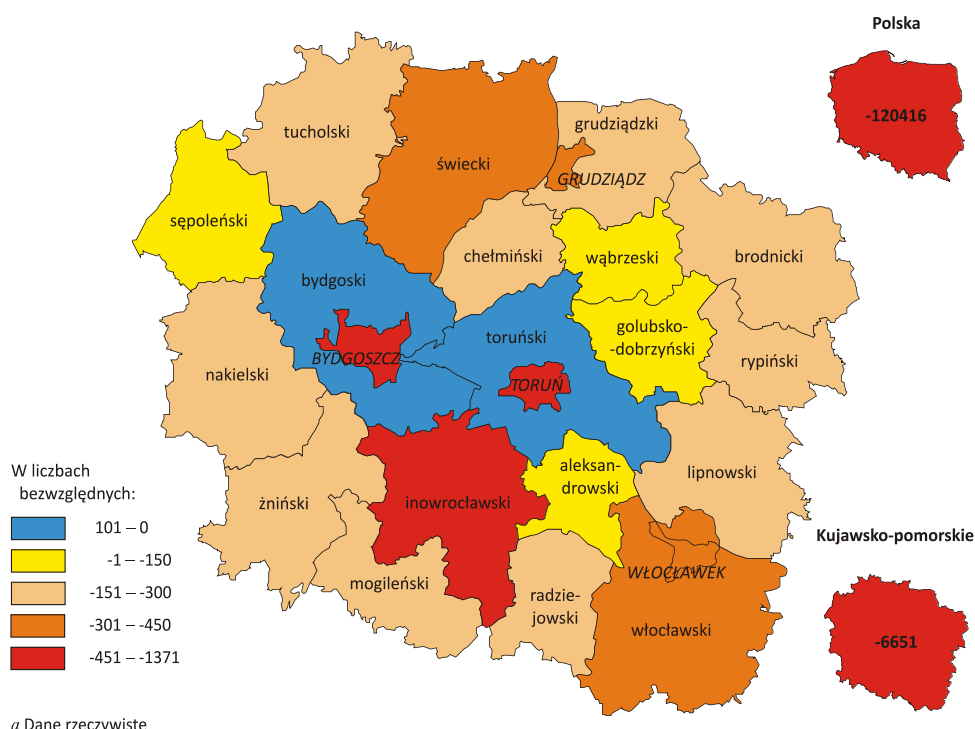 Polska
-120416
tucholski
grudziądzki
świecki
GRUDZIĄDZ
sępoleński
chełmiński
wąbrzeski
brodnicki
bydgoski
toruński
golubsko-
-dobrzyński
BYDGOSZCZ
rypiński
nakielski
TORUŃ
aleksan-
drowski
lipnowski
inowrocławski
żniński
WŁOCŁAWEK
mogileński
radzie-
jowski
włocławski
W liczbach
bezwzględnych:
101 – 0
-1 – -150
-151 – -300
-301 – -450
-451 – -1371
Kujawsko-pomorskie
-6651
a Dane rzeczywiste